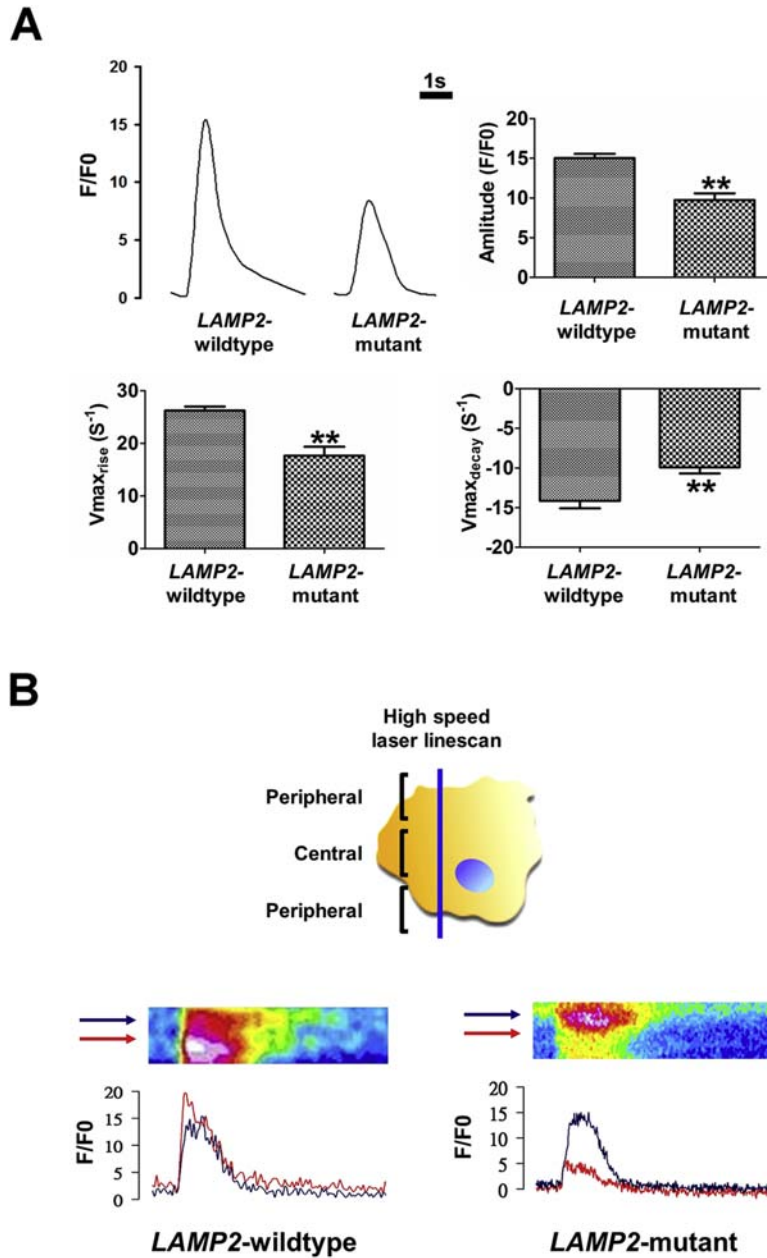 A
1s
20
15
10
5
0
F/F0
LAMP2-
wildtype
LAMP2-
mutant
20
15
10
5
0
Amlitude (F/F0)
**
LAMP2-
wildtype
LAMP2-
mutant
30
20
10
0
Vmaxrise (S-1)
**
LAMP2-
wildtype
LAMP2-
mutant
0
-5
-10
-15
-20
Vmaxdecay (S-1)
**
LAMP2-
wildtype
LAMP2-
mutant
B
High speed
laser linescan
Peripheral
Central
Peripheral
20
15
10
5
0
F/F0
LAMP2-wildtype
20
15
10
5
0
F/F0
LAMP2-mutant